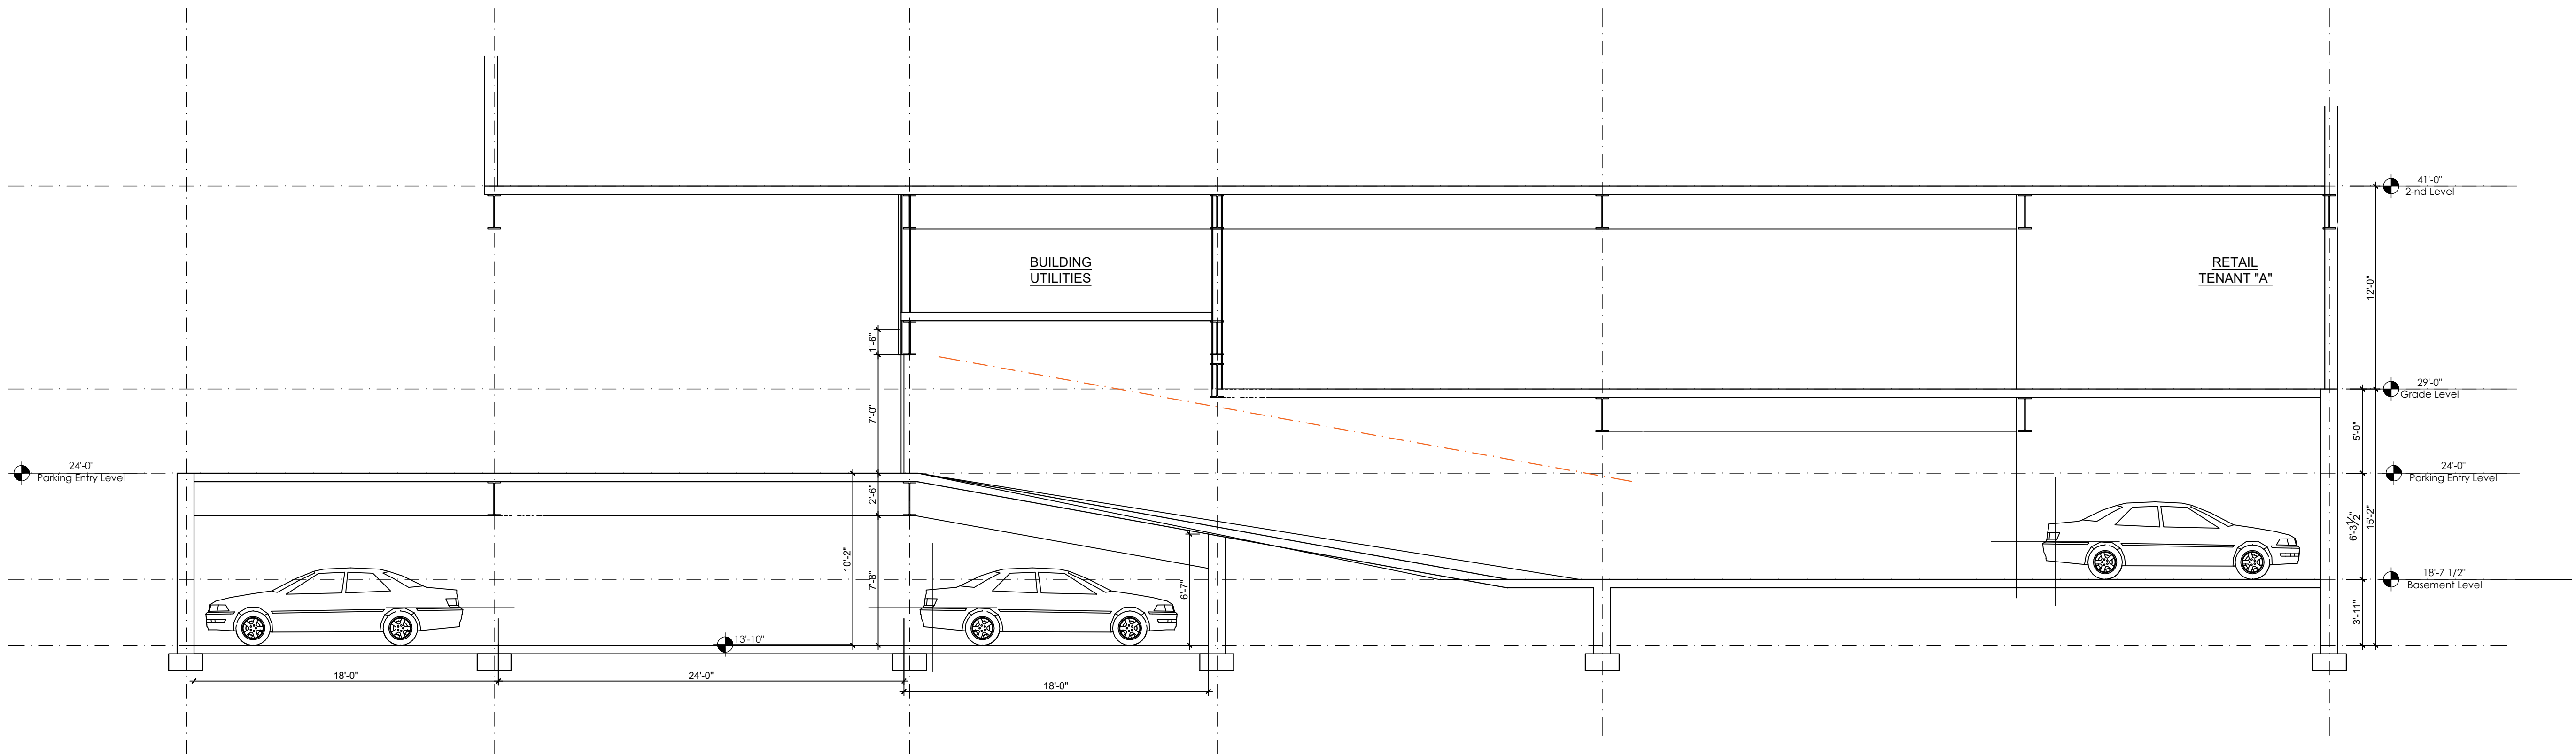 41'-0"
2-nd Level
BUILDING
UTILITIES
RETAIL
TENANT "A"
12'-0"
1'-6"
29'-0"
Grade Level
7'-0"
5'-0"
24'-0"
Parking Entry Level
24'-0"
Parking Entry Level
2'-6"
6'-3½"
15'-2"
10'-2"
7'-8"
6'-7"
18'-7 1/2"
Basement Level
3'-11"
13'-10"
18'-0"
24'-0"
18'-0"